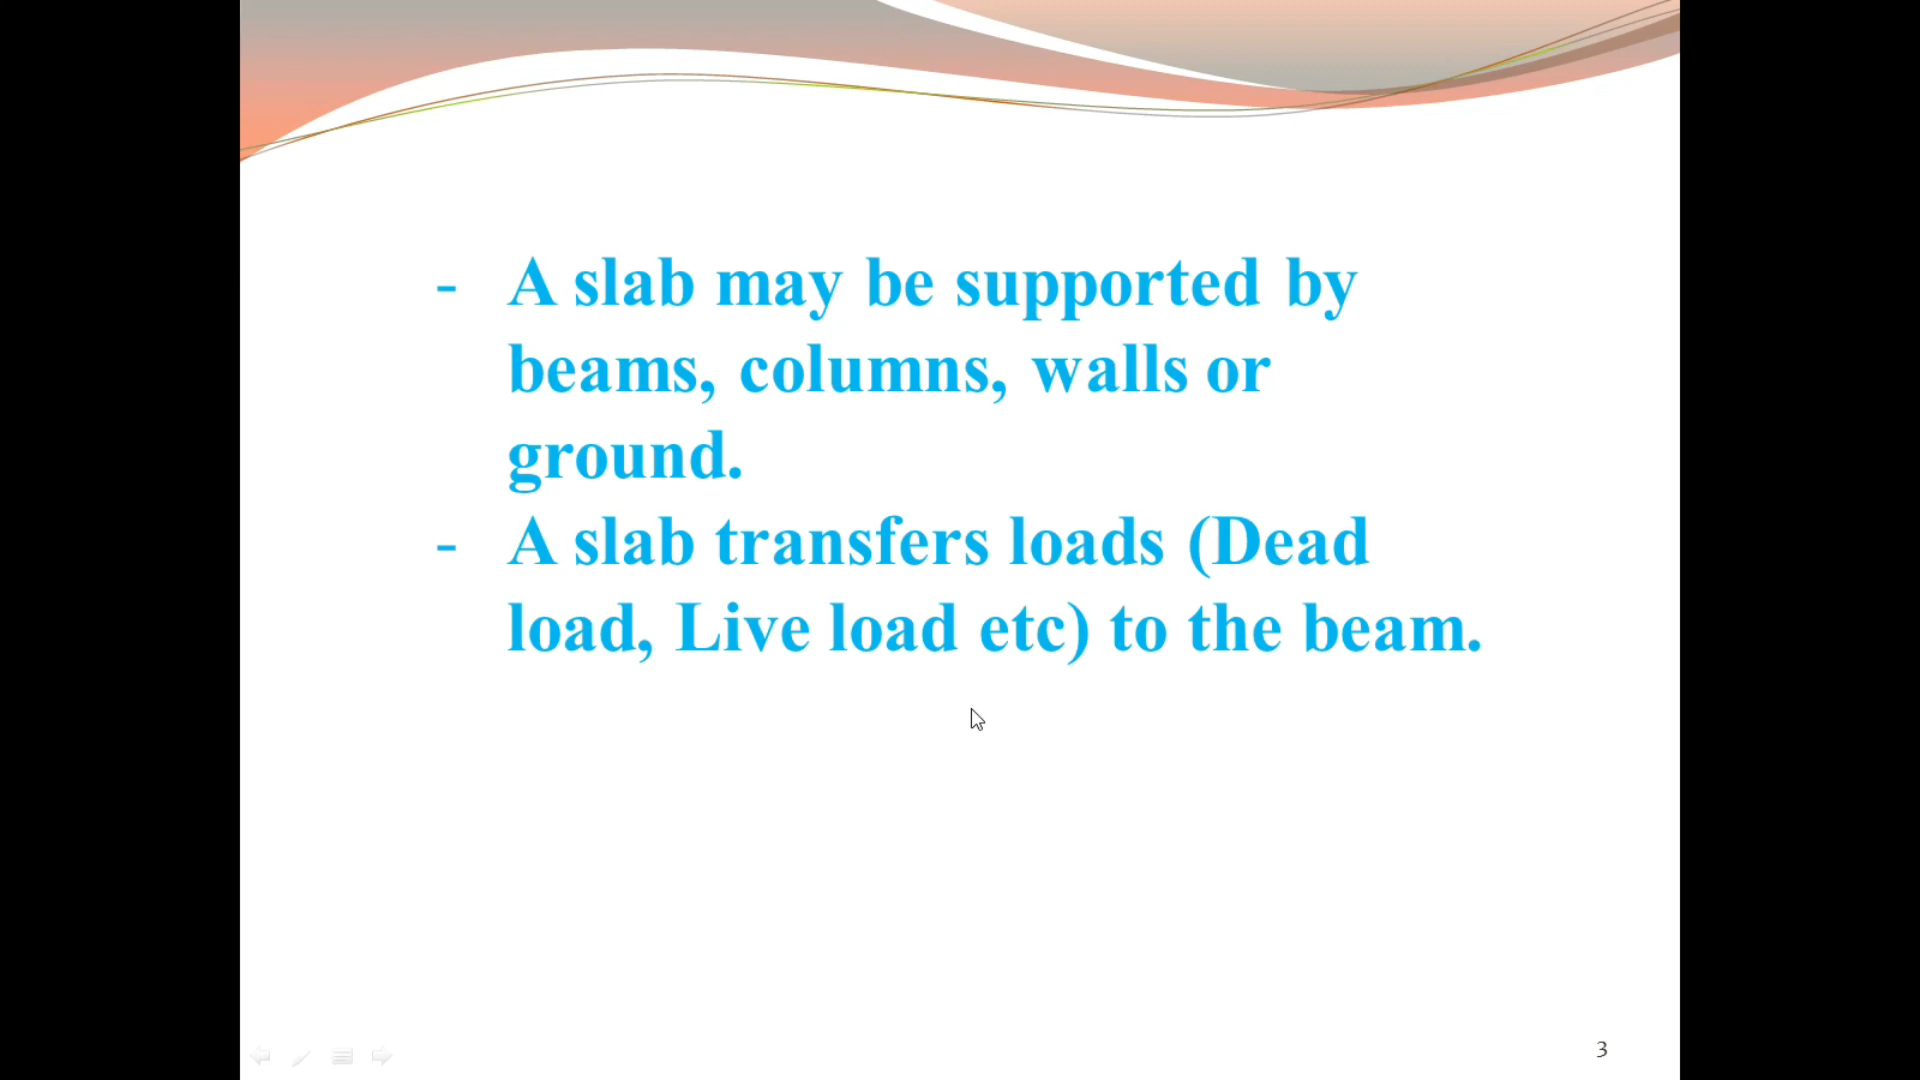 - A slab may be supported by
beams, columns, walls or
ground.
- A slab transfers loads (Dead
load, Live load etc) to the beam.
3